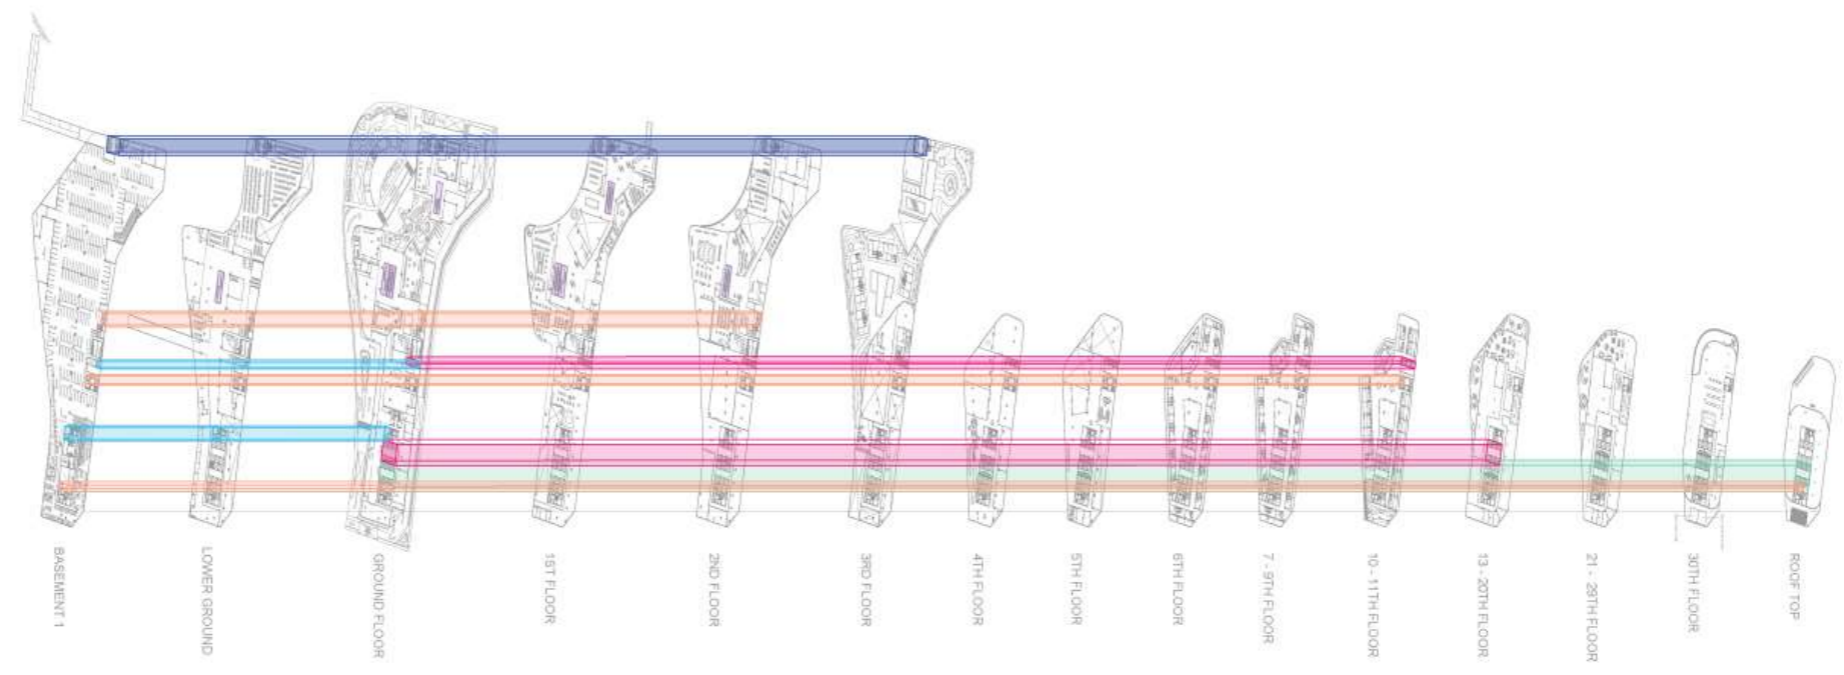 BASEMENT 1
LOWER GROUND
GROUND FLOOR
1ST FLOOR
2ND FLOOR
3RD FLOOR
4TH FLOOR
5TH FLOOR
6TH FLOOR
7 - 9TH FLOOR
10 - 11TH FLOOR
13 - 20TH FLOOR
21 - 29TH FLOOR
30TH FLOOR
ROOF TOP